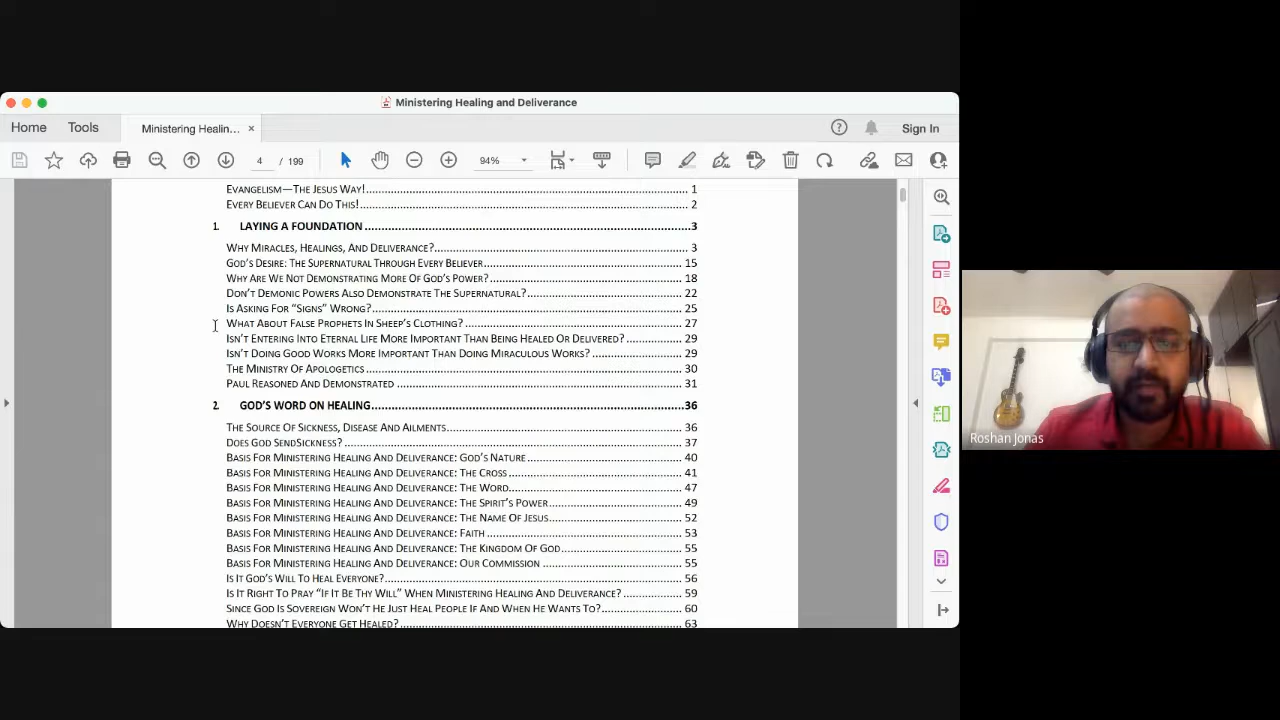 Ministering Healing and Deliverance
Home Tools Ministering Healin... × Sign In
4 / 199 94%
EVANGELISM—THE JESUS WAY! 1
EVERY BELIEVER CAN DO THIS! 2
1. LAYING A FOUNDATION 3
WHY MIRACLES, HEALINGS, AND DELIVERANCE? 3
GOD'S DESIRE: THE SUPERNATURAL THROUGH EVERY BELIEVER 15
WHY ARE WE NOT DEMONSTRATING MORE OF GOD'S POWER? 18
DON'T DEMONIC POWERS ALSO DEMONSTRATE THE SUPERNATURAL? 22
IS ASKING FOR "SIGNS" WRONG? 25
WHAT ABOUT FALSE PROPHETS IN SHEEP'S CLOTHING? 27
ISN'T ENTERING INTO ETERNAL LIFE MORE IMPORTANT THAN BEING HEALED OR DELIVERED? 29
ISN'T DOING GOOD WORKS MORE IMPORTANT THAN DOING MIRACULOUS WORKS? 29
THE MINISTRY OF APOLOGETICS 30
PAUL REASONED AND DEMONSTRATED 31
2. GOD'S WORD ON HEALING 36
THE SOURCE OF SICKNESS, DISEASE AND AILMENTS 36
DOES GOD SENDSICKNESS? 37
BASIS FOR MINISTERING HEALING AND DELIVERANCE: GOD'S NATURE 40
BASIS FOR MINISTERING HEALING AND DELIVERANCE: THE CROSS 41
BASIS FOR MINISTERING HEALING AND DELIVERANCE: THE WORD 47
BASIS FOR MINISTERING HEALING AND DELIVERANCE: THE SPIRIT'S POWER 49
BASIS FOR MINISTERING HEALING AND DELIVERANCE: THE NAME OF JESUS 52
BASIS FOR MINISTERING HEALING AND DELIVERANCE: FAITH 53
BASIS FOR MINISTERING HEALING AND DELIVERANCE: THE KINGDOM OF GOD 55
BASIS FOR MINISTERING HEALING AND DELIVERANCE: OUR COMMISSION 55
IS IT GOD'S WILL TO HEAL EVERYONE? 56
IS IT RIGHT TO PRAY "IF IT BE THY WILL" WHEN MINISTERING HEALING AND DELIVERANCE? 59
SINCE GOD IS SOVEREIGN WON'T HE JUST HEAL PEOPLE IF AND WHEN HE WANTS TO? 60
WHY DOESN'T EVERYONE GET HEALED? 63
Roshan Jonas